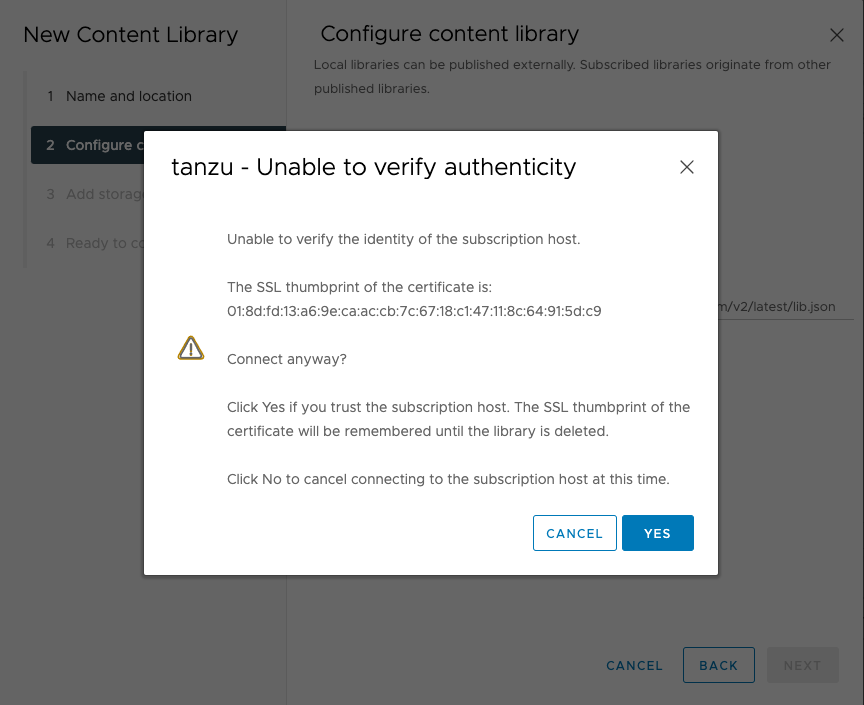 New Content Library
Configure content library
Local libraries can be published externally. Subscribed libraries originate from other
published libraries.
1 Name and location
2 Configure c
3 Add storag
4 Ready to co
tanzu - Unable to verify authenticity
Unable to verify the identity of the subscription host.
The SSL thumbprint of the certificate is:
01:8d:fd:13:a6:9e:ca:ac:cb:7c:67:18:c1:47:11:8c:64:91:5d:c9
m/v2/latest/lib.json
Connect anyway?
Click Yes if you trust the subscription host. The SSL thumbprint of the
certificate will be remembered until the library is deleted.
Click No to cancel connecting to the subscription host at this time.
CANCEL YES
CANCEL BACK NEXT